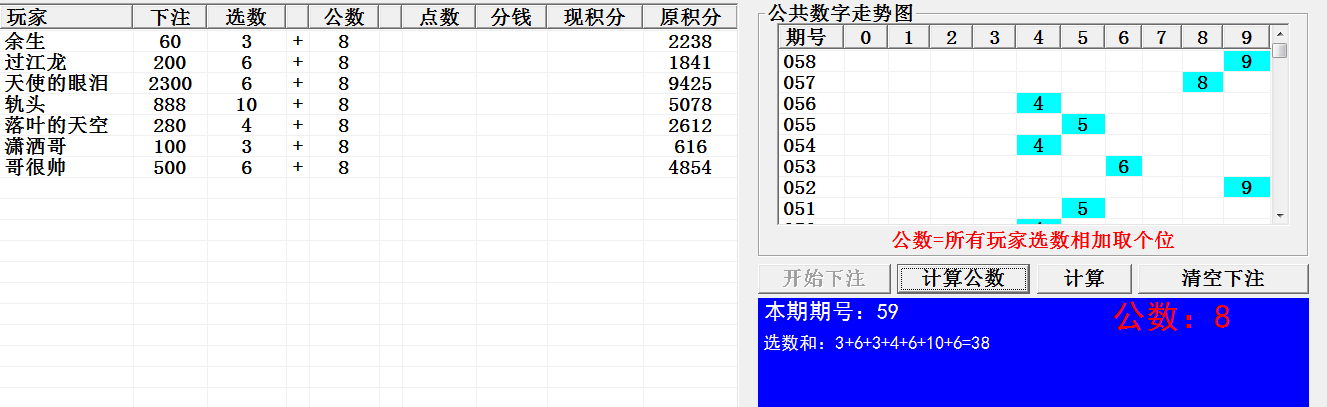 玩家 下注 选数 公数 点数 分钱 现积分 原积分
余生 60 3 + 8 2238
过江龙 200 6 + 8 1841
天使的眼泪 2300 6 + 8 9425
轨头 888 10 + 8 5078
落叶的天空 280 4 + 8 2612
潇洒哥 100 3 + 8 616
哥很帅 500 6 + 8 4854
公共数字走势图
期号 0 1 2 3 4 5 6 7 8 9
058 9
057 8
056 4
055 5
054 4
053 6
052 9
051 5
公数=所有玩家选数相加取个位
开始下注 计算公数 计算 清空下注
本期期号：59 公数：8
选数和：3+6+3+4+6+10+6=38